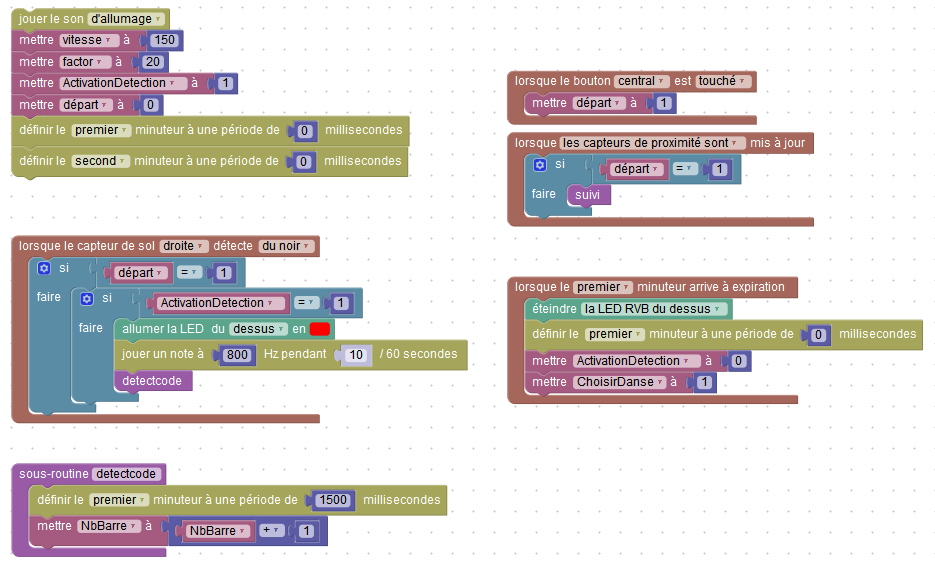 jouer le son d'allumage
mettre vitesse à 150
mettre factor à 20
mettre ActivationDetection à 1
mettre départ à 0
définir le premier minuteur à une période de 0 millisecondes
définir le second minuteur à une période de 0 millisecondes
lorsque le bouton central est touché
mettre départ à 1
lorsque les capteurs de proximité sont mis à jour
si départ = 1
faire suivi
lorsque le capteur de sol droite détecte du noir
si départ = 1
faire si ActivationDetection = 1
faire allumer la LED du dessus en
jouer un note à 800 Hz pendant 10 / 60 secondes
detectcode
lorsque le premier minuteur arrive à expiration
éteindre la LED RVB du dessus
définir le premier minuteur à une période de 0 millisecondes
mettre ActivationDetection à 0
mettre ChoisirDanse à 1
sous-routine detectcode
définir le premier minuteur à une période de 1500 millisecondes
mettre NbBarre à NbBarre + 1